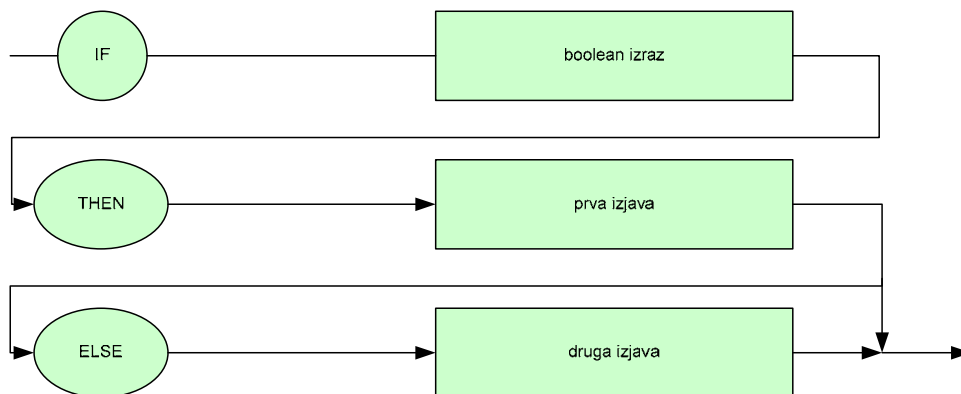 IF
boolean izraz
THEN
prva izjava
ELSE
druga izjava